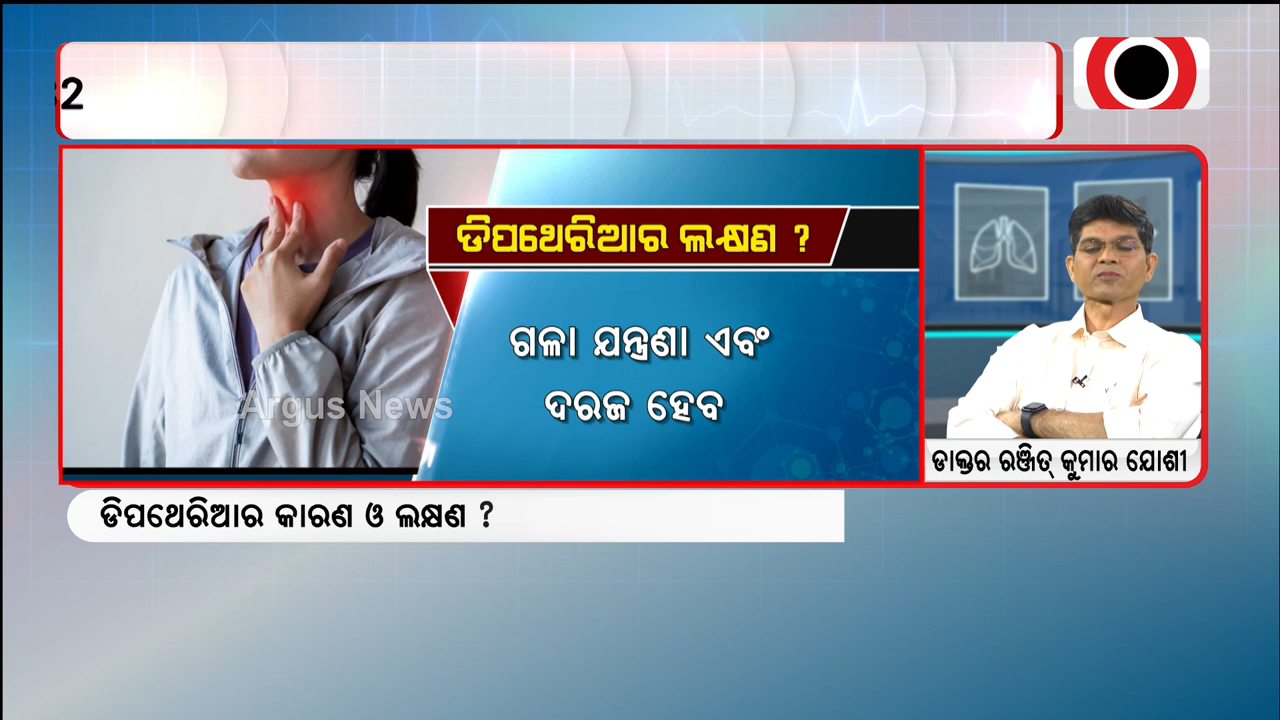 :2
ଡିପଥେରିଆର ଲକ୍ଷଣ ?
ଗଳା ଯନ୍ତ୍ରଣା ଏବଂ
ଦରଜ ହେବ
Argus News
ଡାକ୍ତର ରଞ୍ଜିତ୍ କୁମାର ଯୋଶୀ
ଡିପଥେରିଆର କାରଣ ଓ ଲକ୍ଷଣ ?